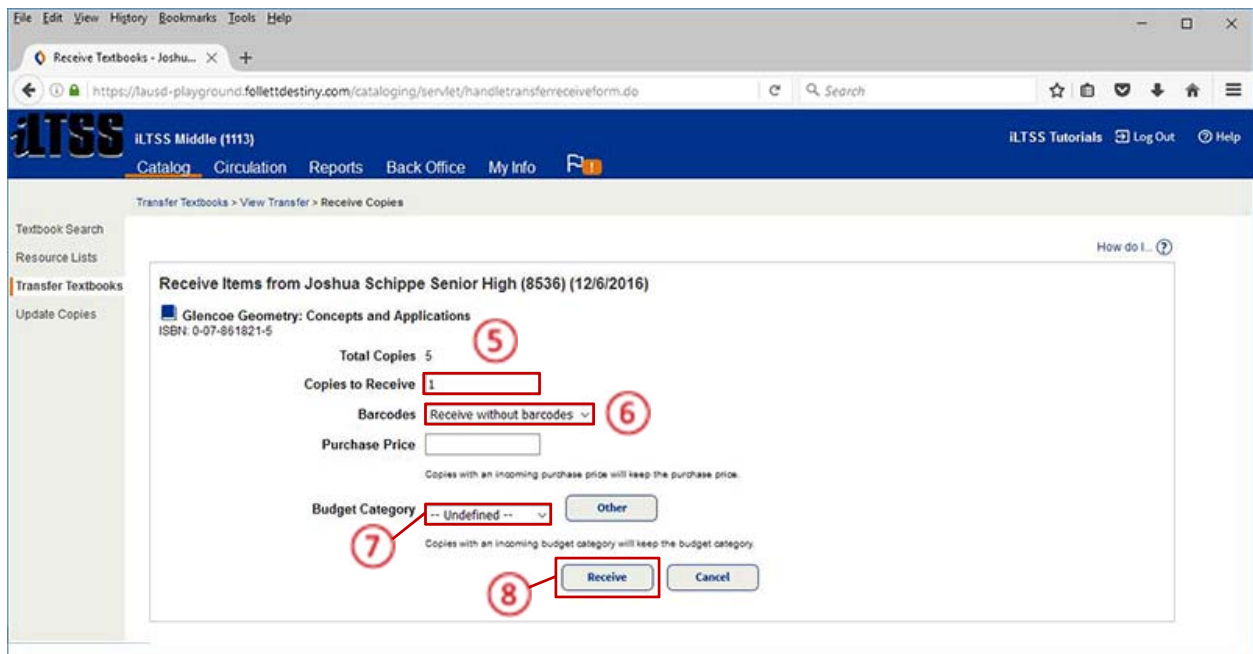 File Edit View History Bookmarks Tools Help
Receive Textbooks - Joshu...
https://lausd-playground.follettdestiny.com/cataloging/servlet/handletransferreceiveform.do
Search
iLTSS
iLTSS Middle (1113)
iLTSS Tutorials Log Out ? Help
Catalog Circulation Reports Back Office My Info !
Transfer Textbooks > View Transfer > Receive Copies
Textbook Search
Resource Lists
Transfer Textbooks
Update Copies
How do I... ?
Receive Items from Joshua Schippe Senior High (8536) (12/6/2016)
Glencoe Geometry: Concepts and Applications
ISBN: 0-07-861821-5
5
Total Copies 5
Copies to Receive 1
Barcodes Receive without barcodes 6
Purchase Price
Copies with an incoming purchase price will keep the purchase price.
Budget Category -- Undefined -- Other
7
Copies with an incoming budget category will keep the budget category.
8 Receive Cancel